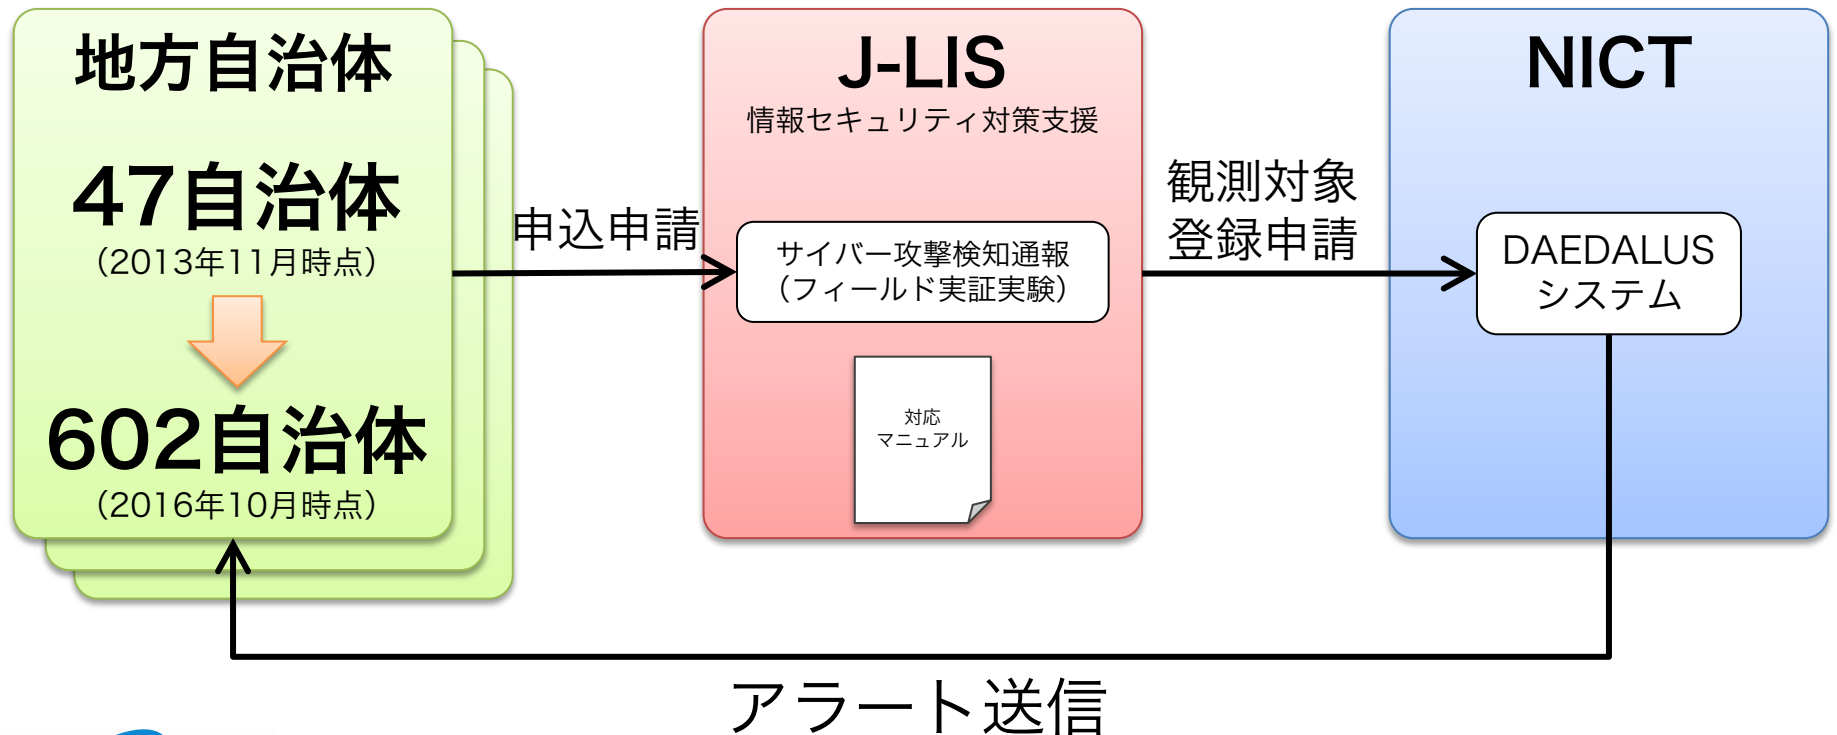 地方自治体
47自治体
（2013年11月時点）
602自治体
（2016年10月時点）
申込申請
J-LIS
情報セキュリティ対策支援
サイバー攻撃検知通報
（フィールド実証実験）
対応
マニュアル
観測対象
登録申請
NICT
DAEDALUS
システム
アラート送信